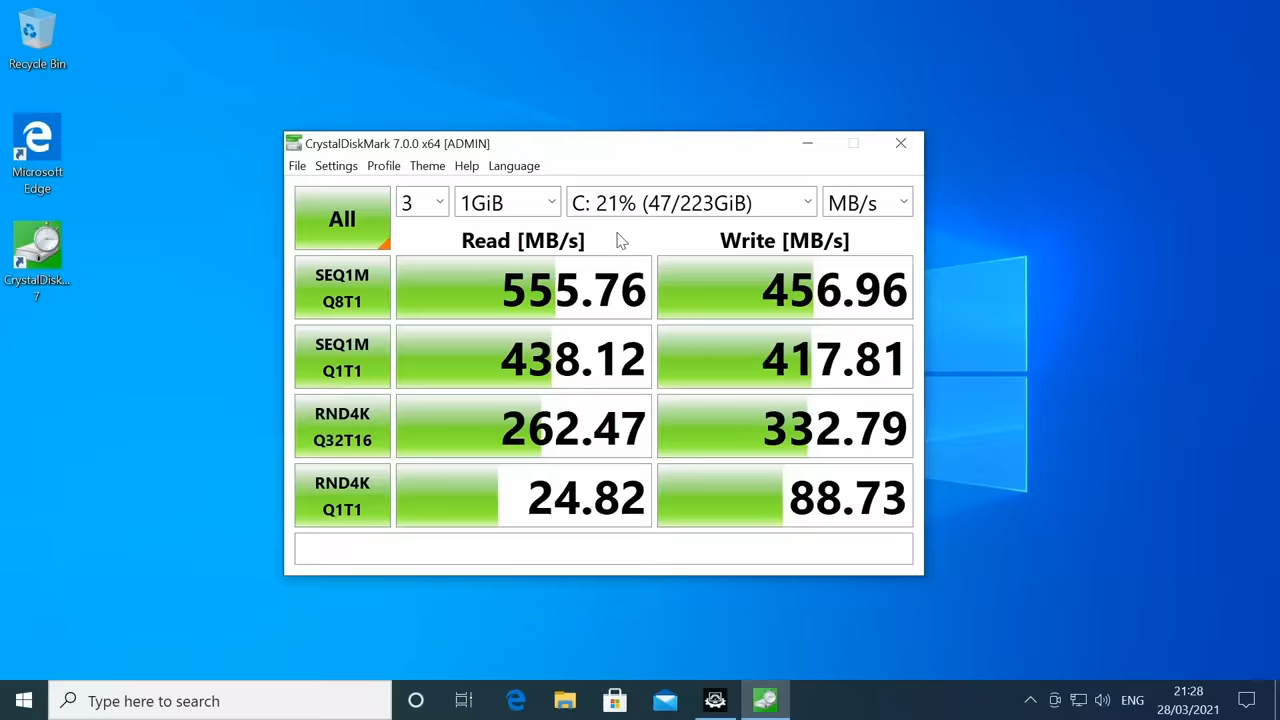 Recycle Bin
Microsoft
Edge
CrystalDisk...
7
CrystalDiskMark 7.0.0 x64 [ADMIN]
File Settings Profile Theme Help Language
All
3
1GiB
C: 21% (47/223GiB)
MB/s
Read [MB/s]
Write [MB/s]
SEQ1M
Q8T1
555.76
456.96
SEQ1M
Q1T1
438.12
417.81
RND4K
Q32T16
262.47
332.79
RND4K
Q1T1
24.82
88.73
Type here to search
ENG
21:28
28/03/2021